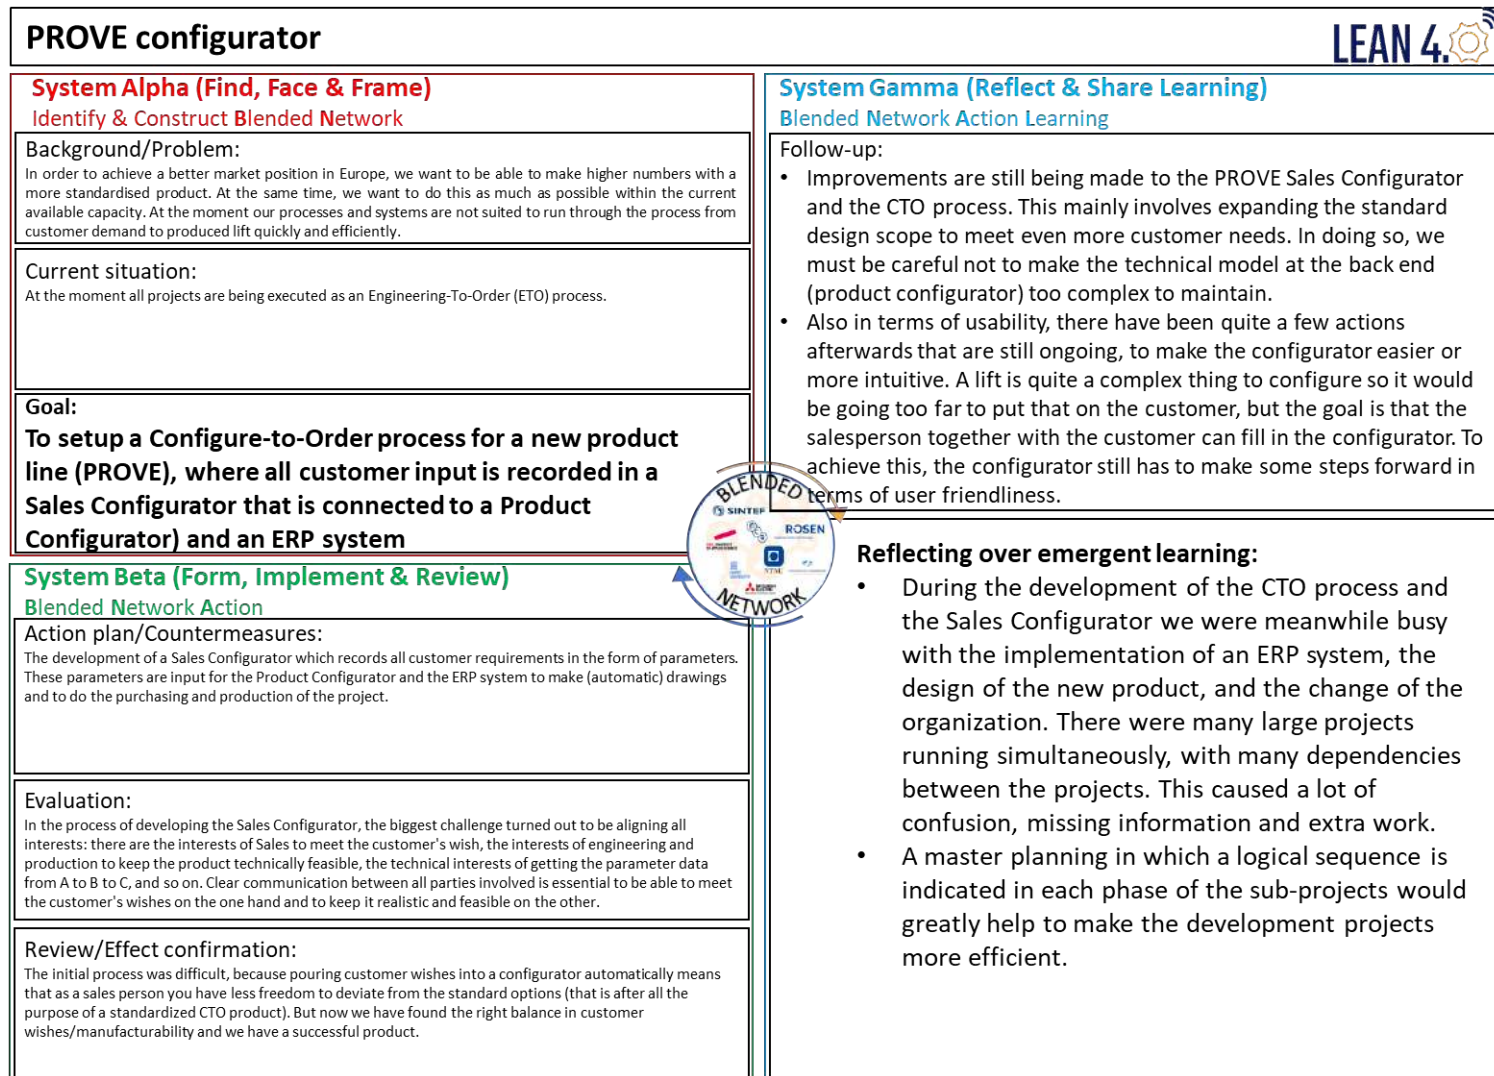 PROVE configurator
LEAN 4.
System Alpha (Find, Face & Frame)
Identify & Construct Blended Network
Background/Problem:
In order to achieve a better market position in Europe, we want to be able to make higher numbers with a
more standardised product. At the same time, we want to do this as much as possible within the current
available capacity. At the moment our processes and systems are not suited to run through the process from
customer demand to produced lift quickly and efficiently.
Current situation:
At the moment all projects are being executed as an Engineering-To-Order (ETO) process.
Goal:
To setup a Configure-to-Order process for a new product
line (PROVE), where all customer input is recorded in a
Sales Configurator that is connected to a Product
Configurator) and an ERP system
System Beta (Form, Implement & Review)
Blended Network Action
Action plan/Countermeasures:
The development of a Sales Configurator which records all customer requirements in the form of parameters.
These parameters are input for the Product Configurator and the ERP system to make (automatic) drawings
and to do the purchasing and production of the project.
Evaluation:
In the process of developing the Sales Configurator, the biggest challenge turned out to be aligning all
interests: there are the interests of Sales to meet the customer's wish, the interests of engineering and
production to keep the product technically feasible, the technical interests of getting the parameter data
from A to B to C, and so on. Clear communication between all parties involved is essential to be able to meet
the customer's wishes on the one hand and to keep it realistic and feasible on the other.
Review/Effect confirmation:
The initial process was difficult, because pouring customer wishes into a configurator automatically means
that as a sales person you have less freedom to deviate from the standard options (that is after all the
purpose of a standardized CTO product). But now we have found the right balance in customer
wishes/manufacturability and we have a successful product.
System Gamma (Reflect & Share Learning)
Blended Network Action Learning
Follow-up:
• Improvements are still being made to the PROVE Sales Configurator
and the CTO process. This mainly involves expanding the standard
design scope to meet even more customer needs. In doing so, we
must be careful not to make the technical model at the back end
(product configurator) too complex to maintain.
• Also in terms of usability, there have been quite a few actions
afterwards that are still ongoing, to make the configurator easier or
more intuitive. A lift is quite a complex thing to configure so it would
be going too far to put that on the customer, but the goal is that the
salesperson together with the customer can fill in the configurator. To
achieve this, the configurator still has to make some steps forward in
terms of user friendliness.
BLENDED
SINTEF
ROSEN
NTNU
NETWORK
Reflecting over emergent learning:
• During the development of the CTO process and
the Sales Configurator we were meanwhile busy
with the implementation of an ERP system, the
design of the new product, and the change of the
organization. There were many large projects
running simultaneously, with many dependencies
between the projects. This caused a lot of
confusion, missing information and extra work.
• A master planning in which a logical sequence is
indicated in each phase of the sub-projects would
greatly help to make the development projects
more efficient.